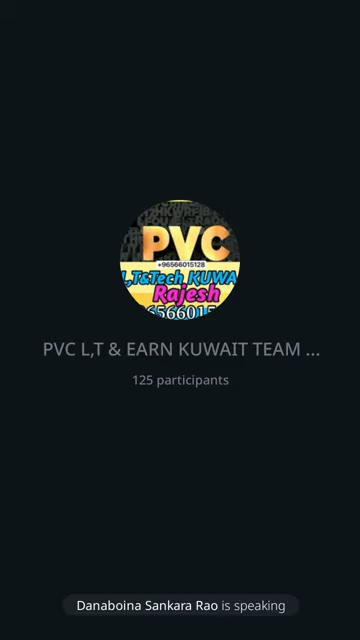 PVC
+96566015128
L,T&Tech KUWA
Rajesh
PVC L,T & EARN KUWAIT TEAM ...
125 participants
Danaboina Sankara Rao is speaking